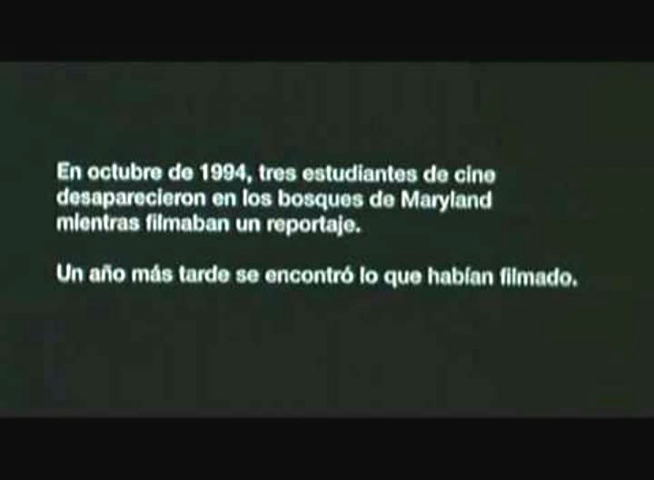 En octubre de 1994, tres estudiantes de cine
desaparecieron en los bosques de Maryland
mientras filmaban un reportaje.
Un año más tarde se encontró lo que habían filmado.